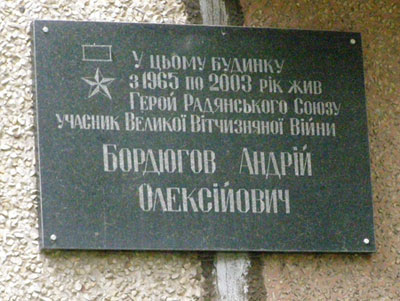 У цьому будинку
з 1965 по 2003 рік жив
Герой Радянського Союзу
учасник Великої Вітчизняної Війни
Бордюгов Андрій
Олексійович